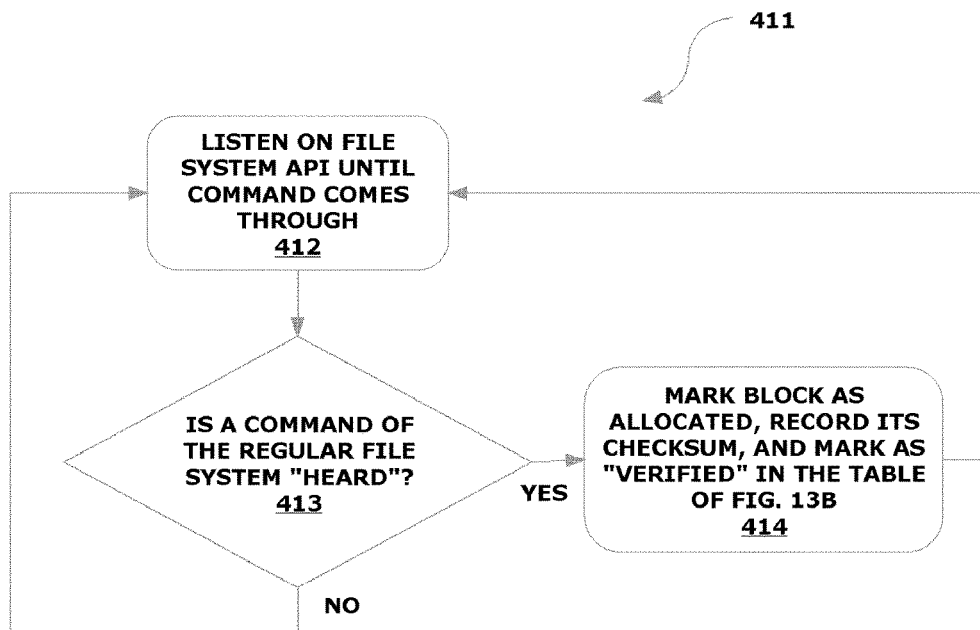 411
LISTEN ON FILE
SYSTEM API UNTIL
COMMAND COMES
THROUGH
412
IS A COMMAND OF
THE REGULAR FILE
SYSTEM "HEARD"?
413
YES
MARK BLOCK AS
ALLOCATED, RECORD ITS
CHECKSUM, AND MARK AS
"VERIFIED" IN THE TABLE
OF FIG. 13B
414
NO